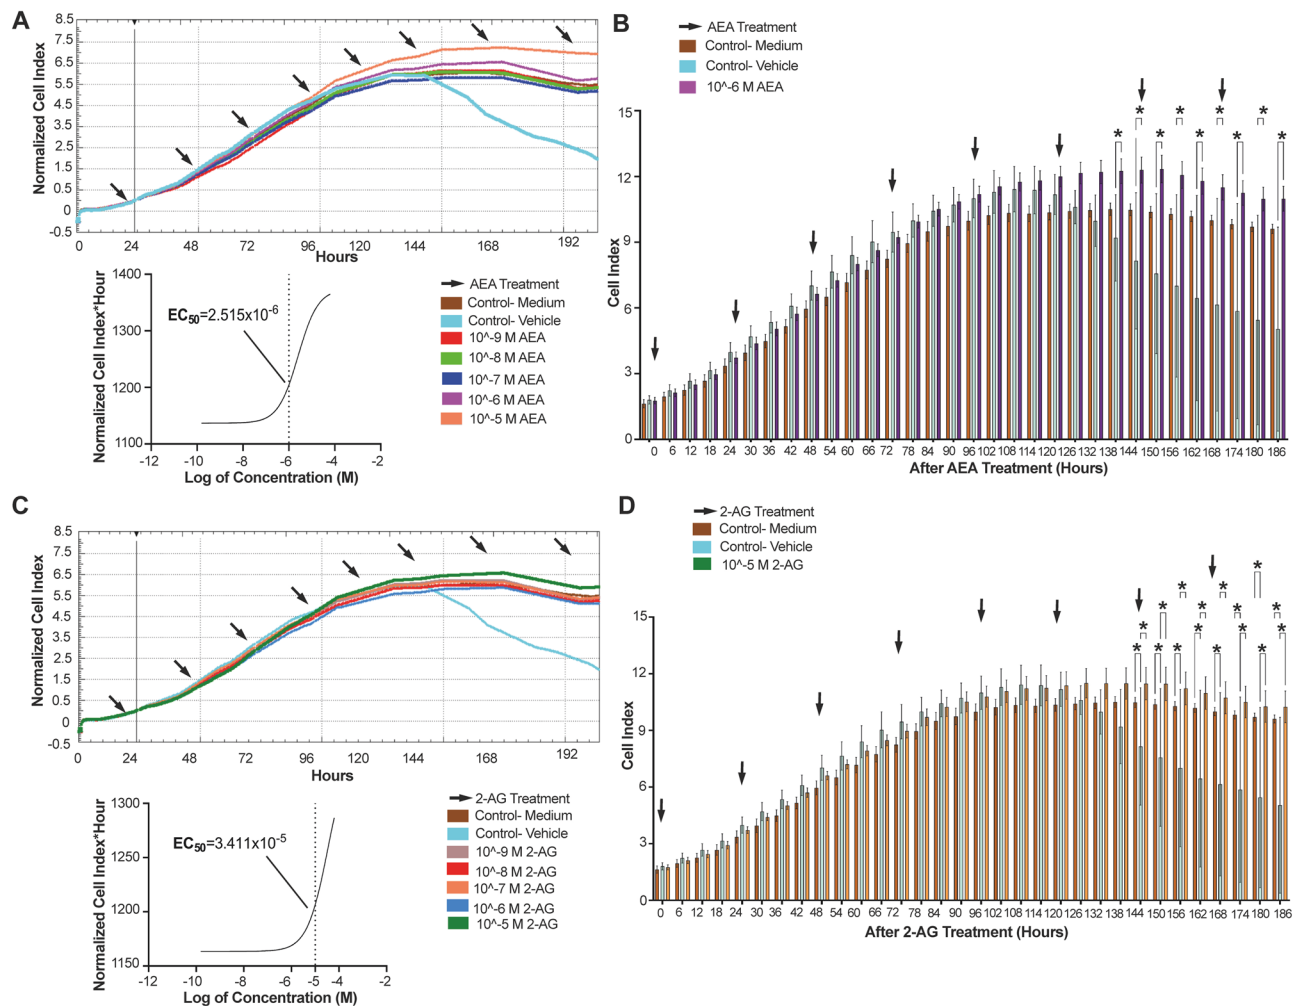 A
Normalized Cell Index
8.5
7.5
6.5
5.5
4.5
3.5
2.5
1.5
0.5
0
-0.5
0 24 48 72 96 120 144 168 192
Hours
Normalized Cell Index*Hour
1400
1300
1200
1100
EC50=2.515x10-6
-12 -10 -8 -6 -4 -2
Log of Concentration (M)
AEA Treatment
Control- Medium
Control- Vehicle
10^-9 M AEA
10^-8 M AEA
10^-7 M AEA
10^-6 M AEA
10^-5 M AEA
B
AEA Treatment
Control- Medium
Control- Vehicle
10^-6 M AEA
Cell Index
15
12
9
6
3
0
* * * * * * * * *
0 6 12 18 24 30 36 42 48 54 60 66 72 78 84 90 96 102 108 114 120 126 132 138 144 150 156 162 168 174 180 186
After AEA Treatment (Hours)
C
Normalized Cell Index
8.5
7.5
6.5
5.5
4.5
3.5
2.5
1.5
0.5
0
-0.5
0 24 48 72 96 120 144 168 192
Hours
Normalized Cell Index*Hour
1300
1250
1200
1150
EC50=3.411x10-5
-12 -10 -8 -6 -5 -4 -2
Log of Concentration (M)
2-AG Treatment
Control- Medium
Control- Vehicle
10^-9 M 2-AG
10^-8 M 2-AG
10^-7 M 2-AG
10^-6 M 2-AG
10^-5 M 2-AG
D
2-AG Treatment
Control- Medium
Control- Vehicle
10^-5 M 2-AG
Cell Index
15
12
9
6
3
0
* * * * * * * * * * * * * * *
0 6 12 18 24 30 36 42 48 54 60 66 72 78 84 90 96 102 108 114 120 126 132 138 144 150 156 162 168 174 180 186
After 2-AG Treatment (Hours)